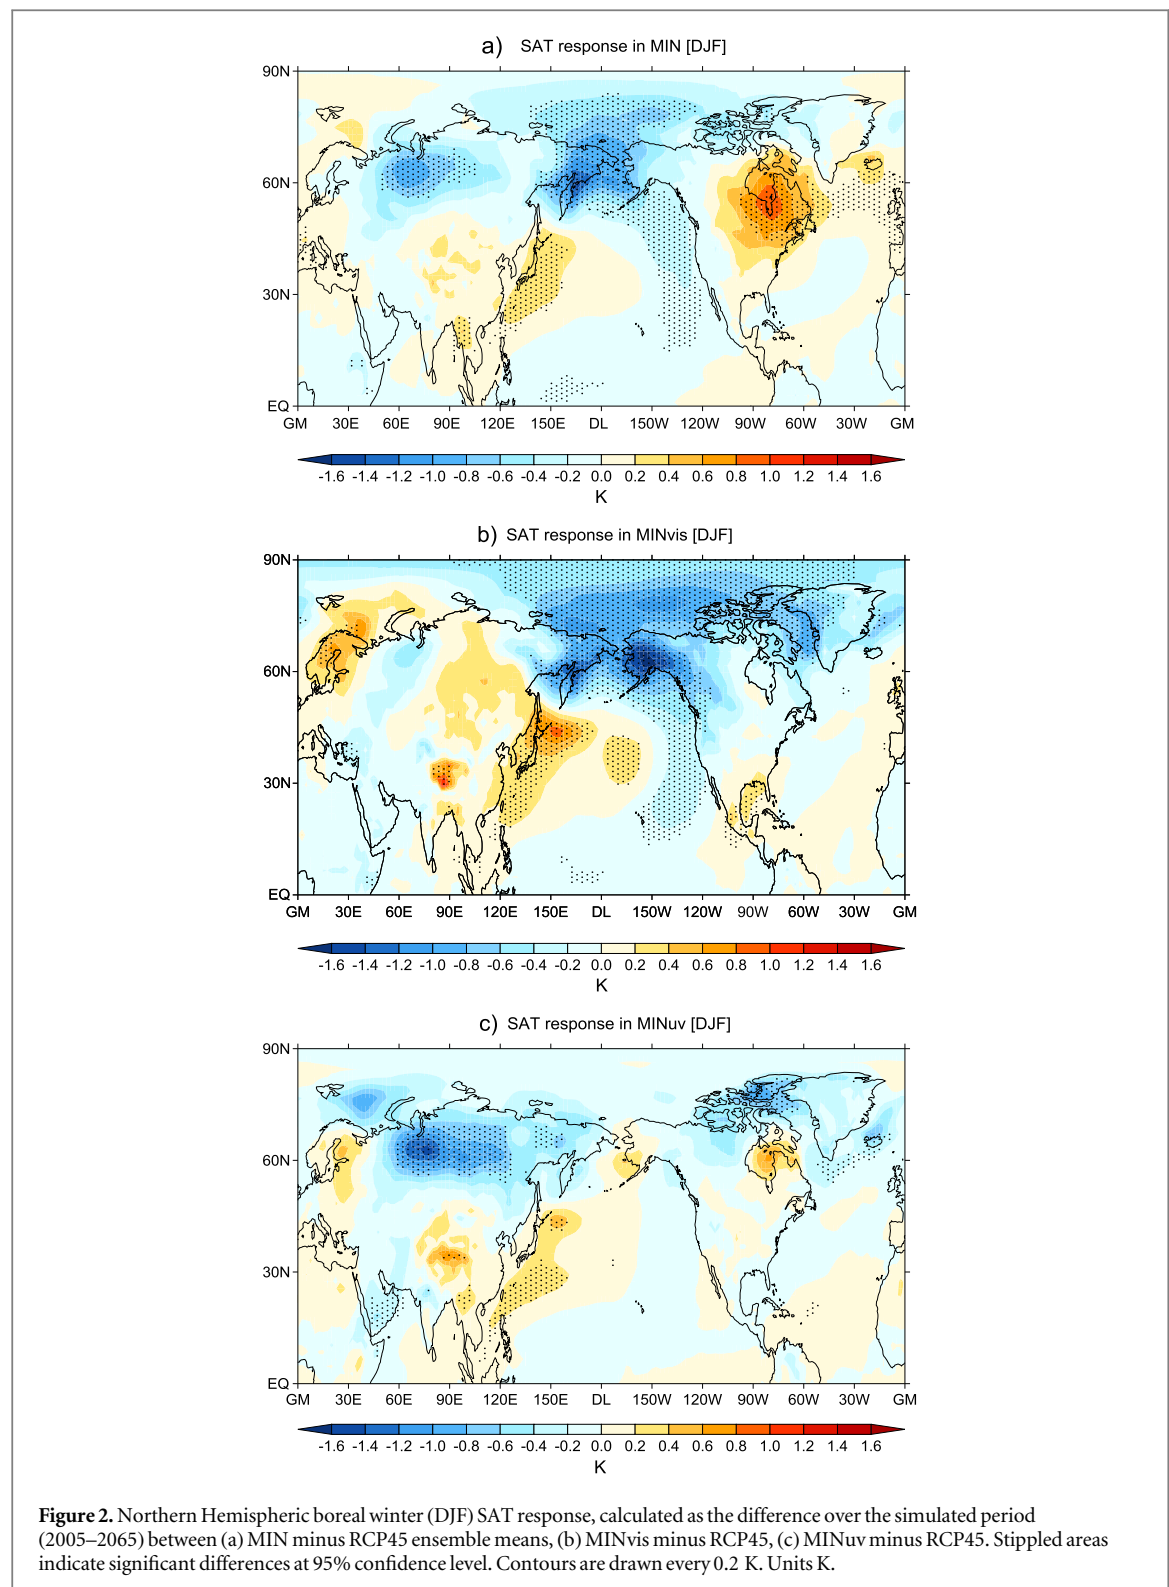 a) SAT response in MIN [DJF]
90N
60N
30N
EQ
GM 30E 60E 90E 120E 150E DL 150W 120W 90W 60W 30W GM
-1.6 -1.4 -1.2 -1.0 -0.8 -0.6 -0.4 -0.2 0.0 0.2 0.4 0.6 0.8 1.0 1.2 1.4 1.6
K
b) SAT response in MINvis [DJF]
90N
60N
30N
EQ
GM 30E 60E 90E 120E 150E DL 150W 120W 90W 60W 30W GM
-1.6 -1.4 -1.2 -1.0 -0.8 -0.6 -0.4 -0.2 0.0 0.2 0.4 0.6 0.8 1.0 1.2 1.4 1.6
K
c) SAT response in MINuv [DJF]
90N
60N
30N
EQ
GM 30E 60E 90E 120E 150E DL 150W 120W 90W 60W 30W GM
-1.6 -1.4 -1.2 -1.0 -0.8 -0.6 -0.4 -0.2 0.0 0.2 0.4 0.6 0.8 1.0 1.2 1.4 1.6
K
Figure 2. Northern Hemispheric boreal winter (DJF) SAT response, calculated as the difference over the simulated period
(2005–2065) between (a) MIN minus RCP45 ensemble means, (b) MINvis minus RCP45, (c) MINuv minus RCP45. Stippled areas
indicate significant differences at 95% confidence level. Contours are drawn every 0.2 K. Units K.